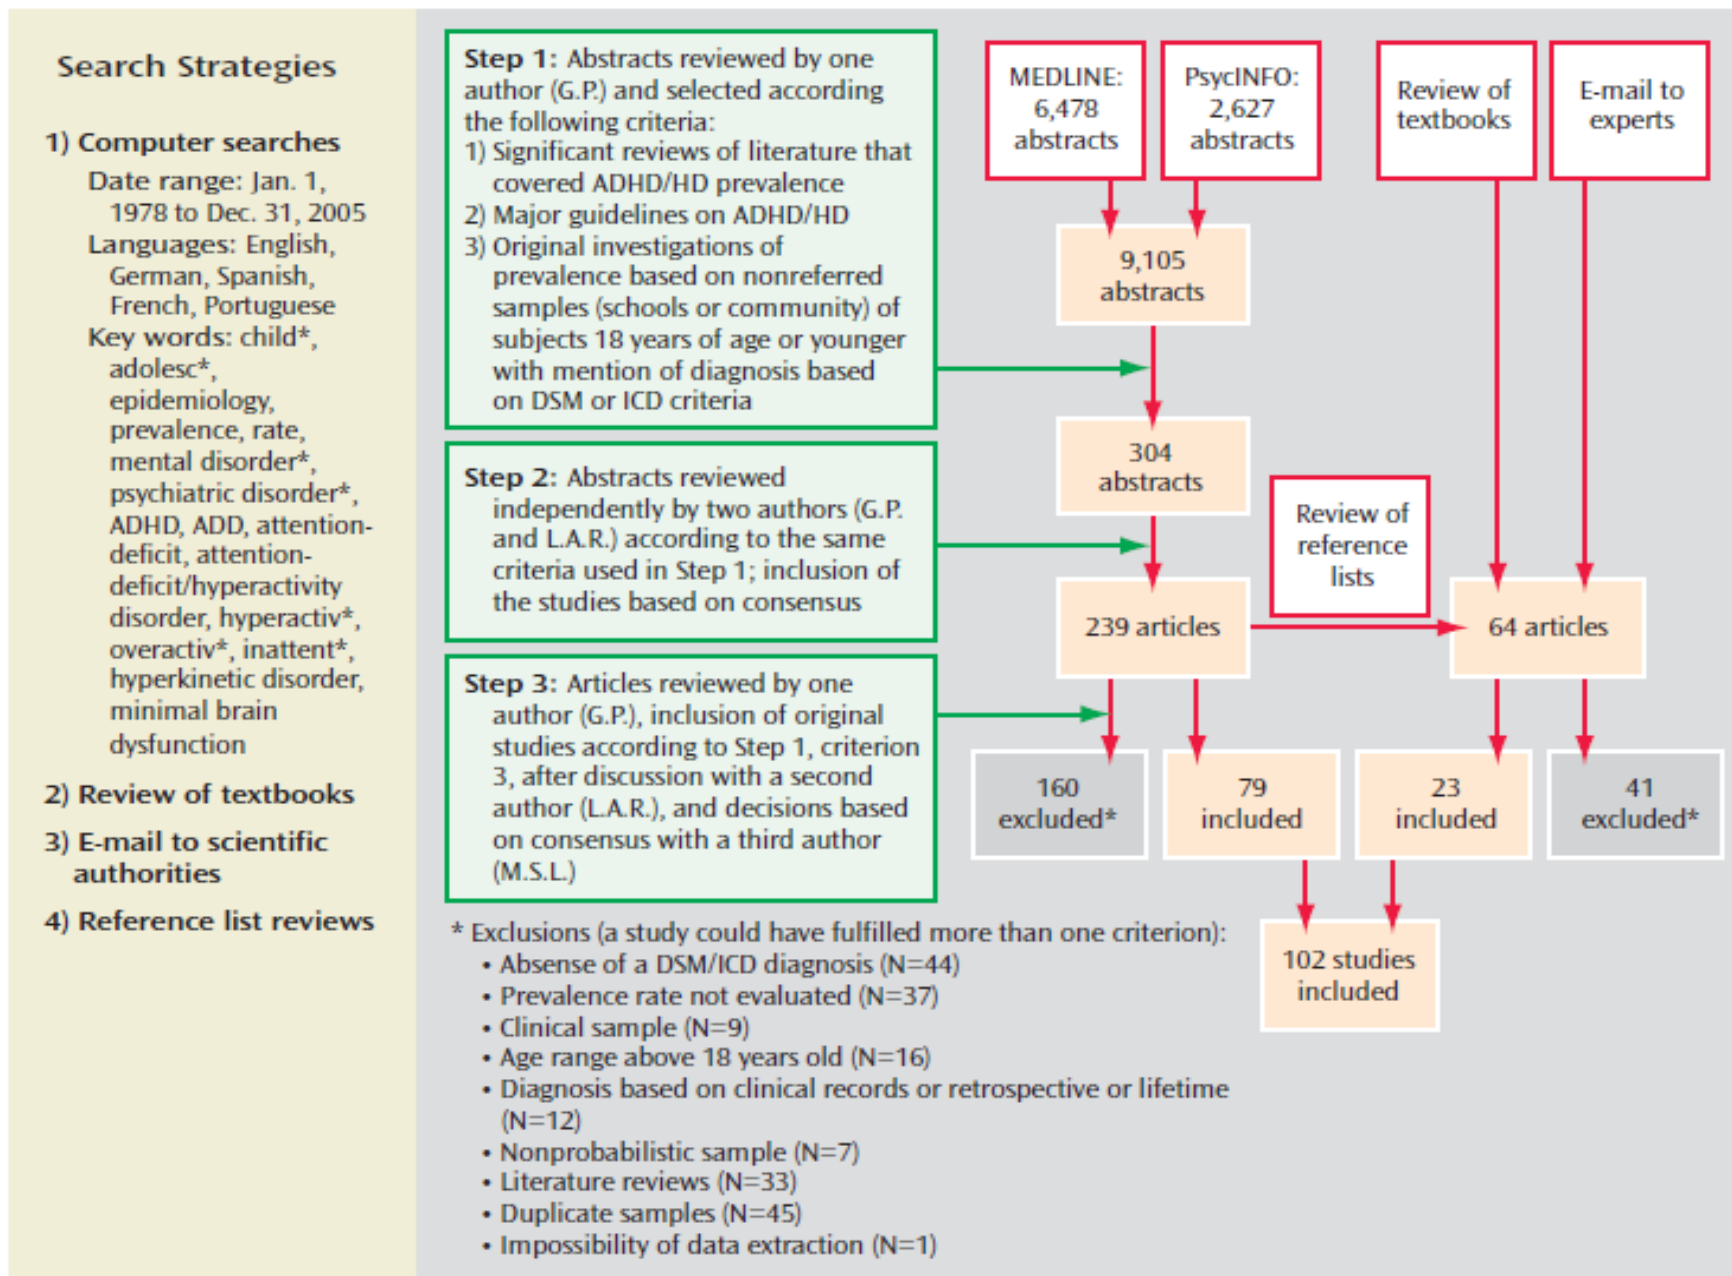 Search Strategies
1) Computer searches
Date range: Jan. 1,
1978 to Dec. 31, 2005
Languages: English,
German, Spanish,
French, Portuguese
Key words: child*,
adolesc*,
epidemiology,
prevalence, rate,
mental disorder*,
psychiatric disorder*,
ADHD, ADD, attention-
deficit, attention-
deficit/hyperactivity
disorder, hyperactiv*,
overactiv*, inattent*,
hyperkinetic disorder,
minimal brain
dysfunction
2) Review of textbooks
3) E-mail to scientific
authorities
4) Reference list reviews
Step 1: Abstracts reviewed by one
author (G.P.) and selected according
the following criteria:
1) Significant reviews of literature that
covered ADHD/HD prevalence
2) Major guidelines on ADHD/HD
3) Original investigations of
prevalence based on nonreferred
samples (schools or community) of
subjects 18 years of age or younger
with mention of diagnosis based
on DSM or ICD criteria
Step 2: Abstracts reviewed
independently by two authors (G.P.
and L.A.R.) according to the same
criteria used in Step 1; inclusion of
the studies based on consensus
Step 3: Articles reviewed by one
author (G.P.), inclusion of original
studies according to Step 1, criterion
3, after discussion with a second
author (L.A.R.), and decisions based
on consensus with a third author
(M.S.L.)
MEDLINE:
6,478
abstracts
PsycINFO:
2,627
abstracts
Review of
textbooks
E-mail to
experts
9,105
abstracts
304
abstracts
Review of
reference
lists
239 articles
64 articles
160
excluded*
79
included
23
included
41
excluded*
102 studies
included
* Exclusions (a study could have fulfilled more than one criterion):
• Absense of a DSM/ICD diagnosis (N=44)
• Prevalence rate not evaluated (N=37)
• Clinical sample (N=9)
• Age range above 18 years old (N=16)
• Diagnosis based on clinical records or retrospective or lifetime
(N=12)
• Nonprobabilistic sample (N=7)
• Literature reviews (N=33)
• Duplicate samples (N=45)
• Impossibility of data extraction (N=1)